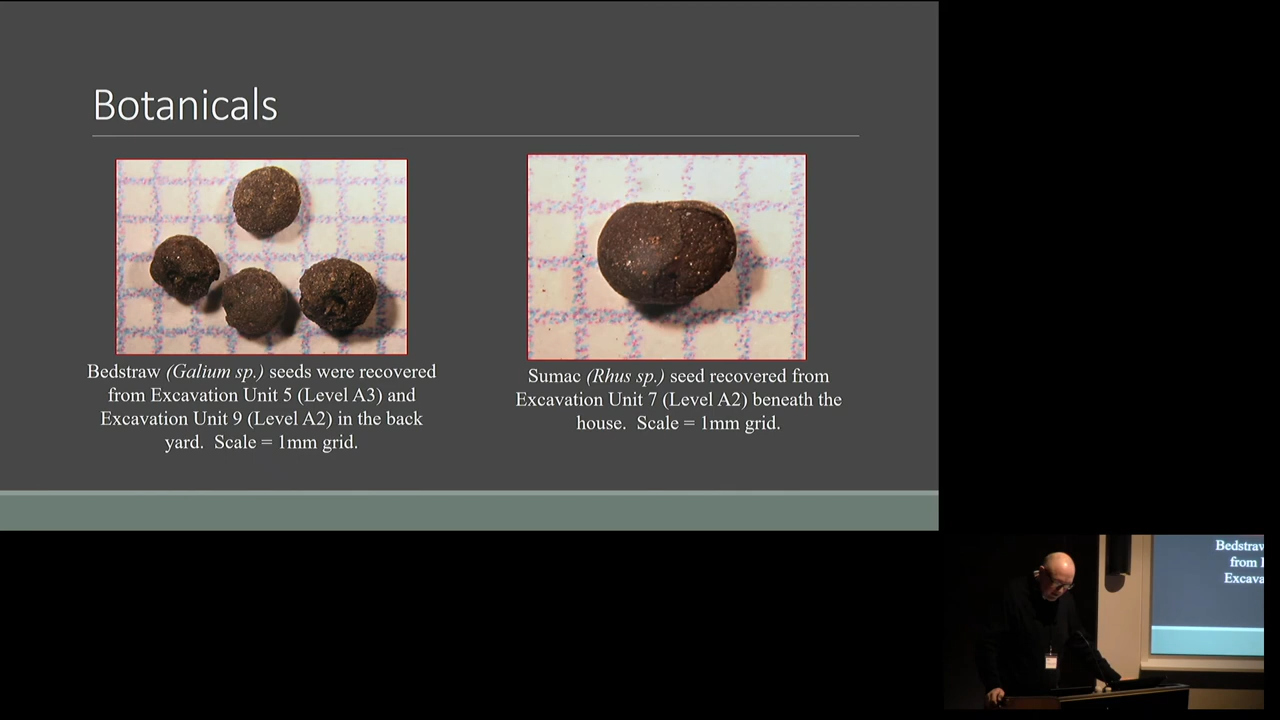 Botanicals
Bedstraw (Galium sp.) seeds were recovered
from Excavation Unit 5 (Level A3) and
Excavation Unit 9 (Level A2) in the back
yard. Scale = 1mm grid.
Sumac (Rhus sp.) seed recovered from
Excavation Unit 7 (Level A2) beneath the
house. Scale = 1mm grid.
Bedstraw
from
Excava